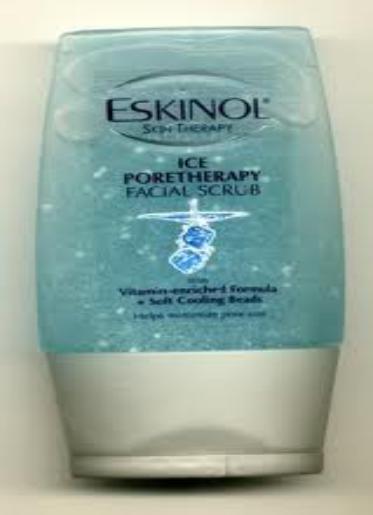 ESKINOL®
SKIN THERAPY
ICE
PORETHERAPY
FACIAL SCRUB
with
Vitamin-enriched Formula
+ Soft Cooling Beads
Helps minimize pore size